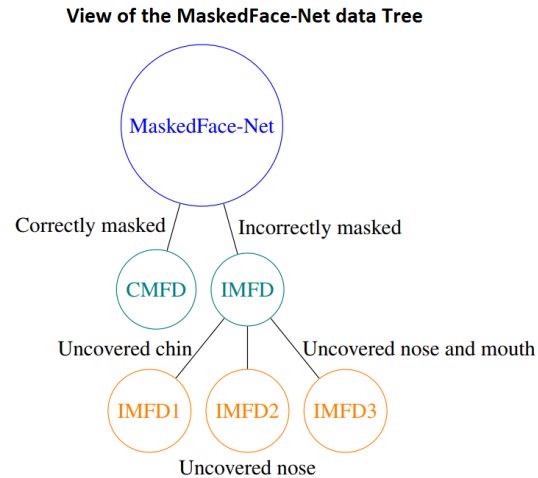 View of the MaskedFace-Net data Tree
MaskedFace-Net
Correctly masked
Incorrectly masked
CMFD
IMFD
Uncovered chin
Uncovered nose and mouth
IMFD1
IMFD2
IMFD3
Uncovered nose